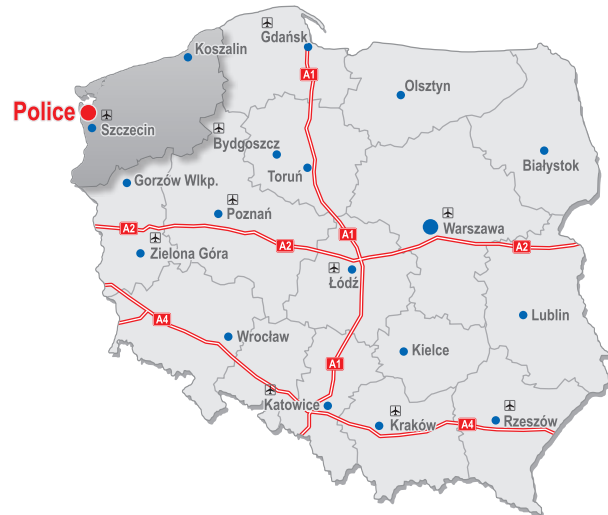 Gdańsk
Koszalin
A1
Olsztyn
Police
Szczecin
Bydgoszcz
Białystok
Toruń
Gorzów Wlkp.
Poznań
A2
A1
Warszawa
A2
A2
Zielona Góra
Łódź
A4
Lublin
Wrocław
Kielce
A1
Katowice
Kraków
A4
Rzeszów